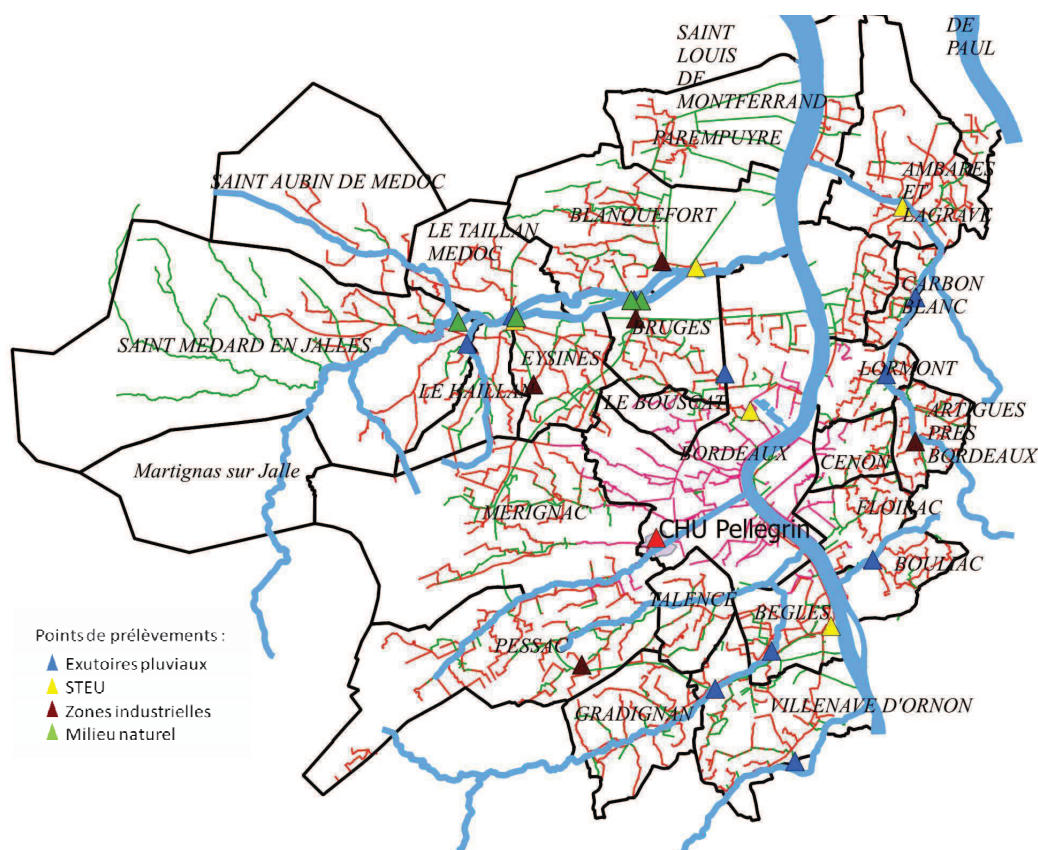 SAINT
LOUIS
DE
MONTFERRAND
DE
PAUL
PAREMPUYRE
SAINT AUBIN DE MEDOC
AMBARES
ET
LAGRAVE
BLANQUEFORT
LE TAILLAN
MEDOC
CARBON
BLANC
SAINT MEDARD EN JALLES
BRUGES
EYSINES
LORMONT
LE HAILLAN
LE BOUSCAT
ARTIGUES
PRES
BORDEAUX
BORDEAUX
CENON
Martignas sur Jalle
MERIGNAC
FLOIRAC
CHU Pellegrin
BOULIAC
TALENCE
BEGLES
PESSAC
GRADIGNAN
VILLENAVE D'ORNON
Points de prélèvements :
Exutoires pluviaux
STEU
Zones industrielles
Milieu naturel